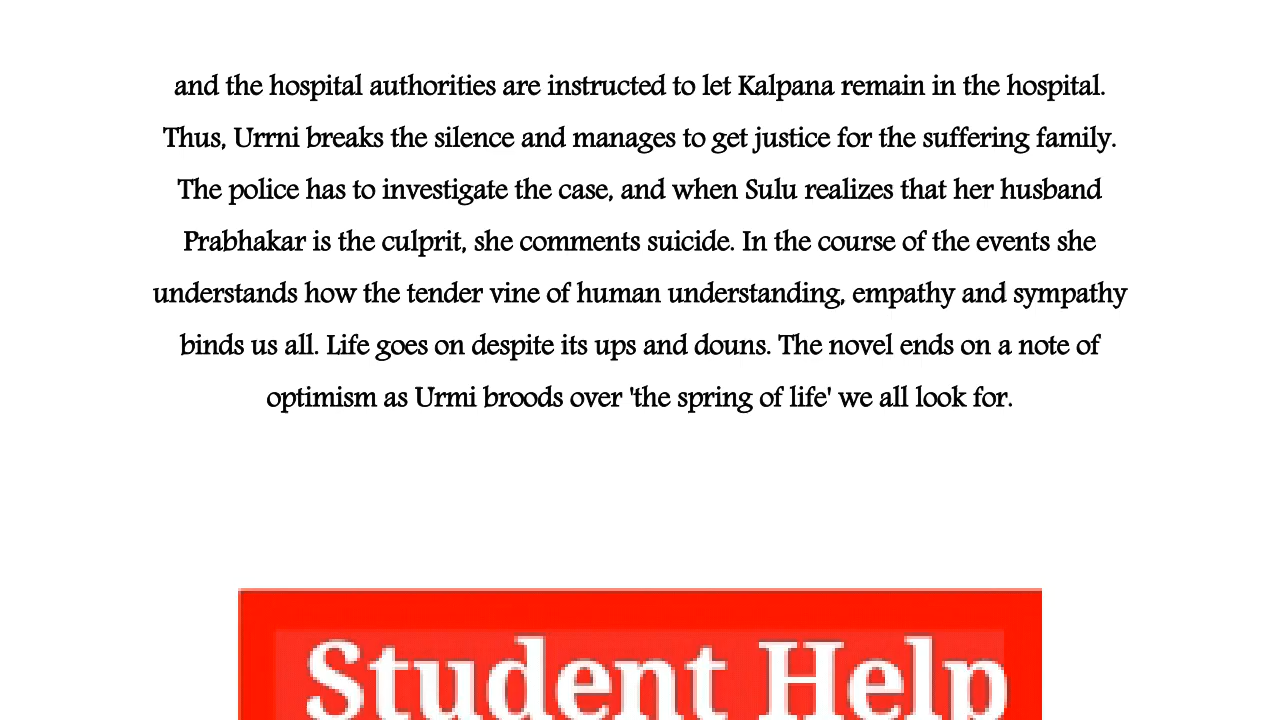 and the hospital authorities are instructed to let Kalpana remain in the hospital.
Thus, Urrni breaks the silence and manages to get justice for the suffering family.
The police has to investigate the case, and when Sulu realizes that her husband
Prabhakar is the culprit, she comments suicide. In the course of the events she
understands how the tender vine of human understanding, empathy and sympathy
binds us all. Life goes on despite its ups and douns. The novel ends on a note of
optimism as Urmi broods over 'the spring of life' we all look for.
Student Help